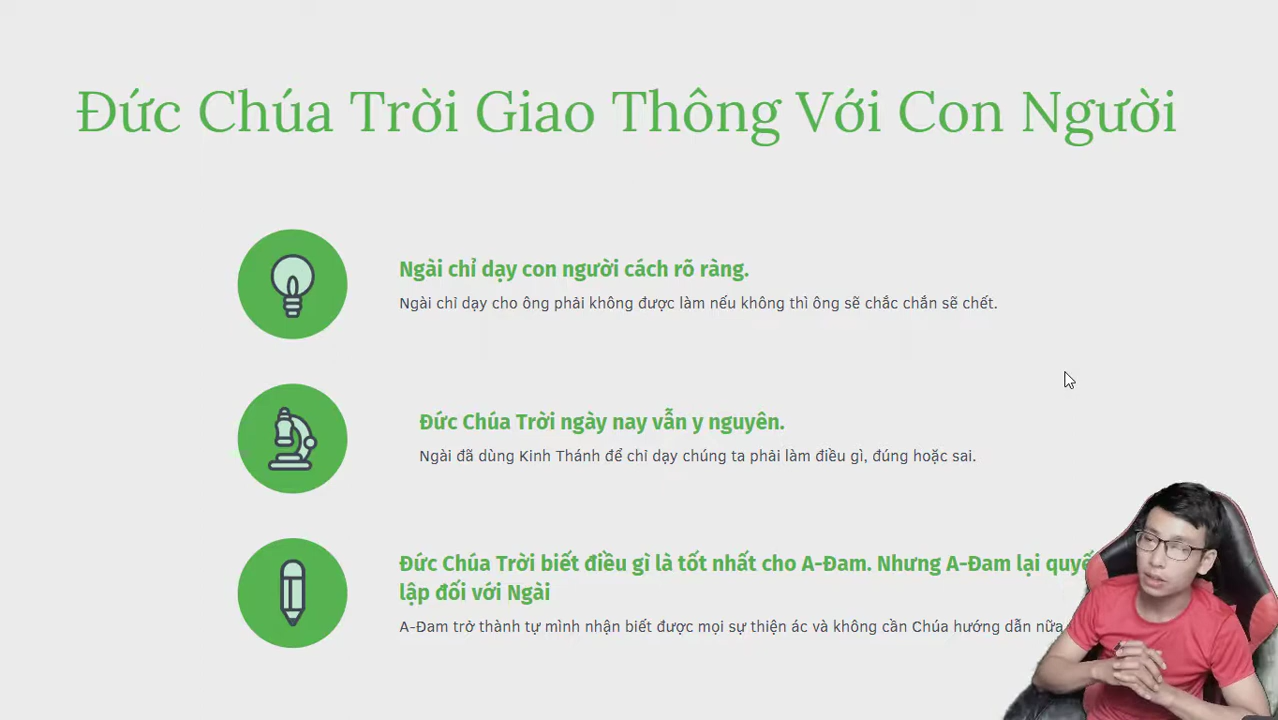 Đức Chúa Trời Giao Thông Với Con Người
Ngài chỉ dạy con người cách rõ ràng.
Ngài chỉ dạy cho ông phải không được làm nếu không thì ông sẽ chắc chắn sẽ chết.
Đức Chúa Trời ngày nay vẫn y nguyên.
Ngài đã dùng Kinh Thánh để chỉ dạy chúng ta phải làm điều gì, đúng hoặc sai.
Đức Chúa Trời biết điều gì là tốt nhất cho A-Đam. Nhưng A-Đam lại
lập đối với Ngài
A-Đam trở thành tự mình nhận biết được mọi sự thiện ác và không cần Chúa hướng dẫn nữa